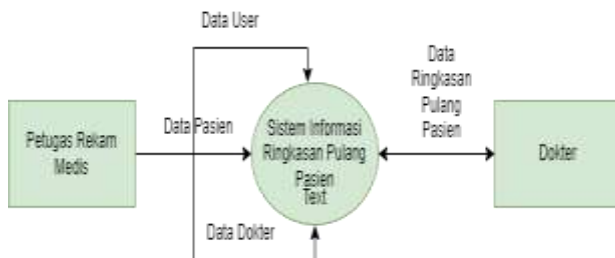 Data User
Data
Ringkasan
Pulang
Pasien
Petugas Rekam
Medis
Data Pasien
Sistem Informasi
Ringkasan Pulang
Pasien
Text
Dokter
Data Dokter